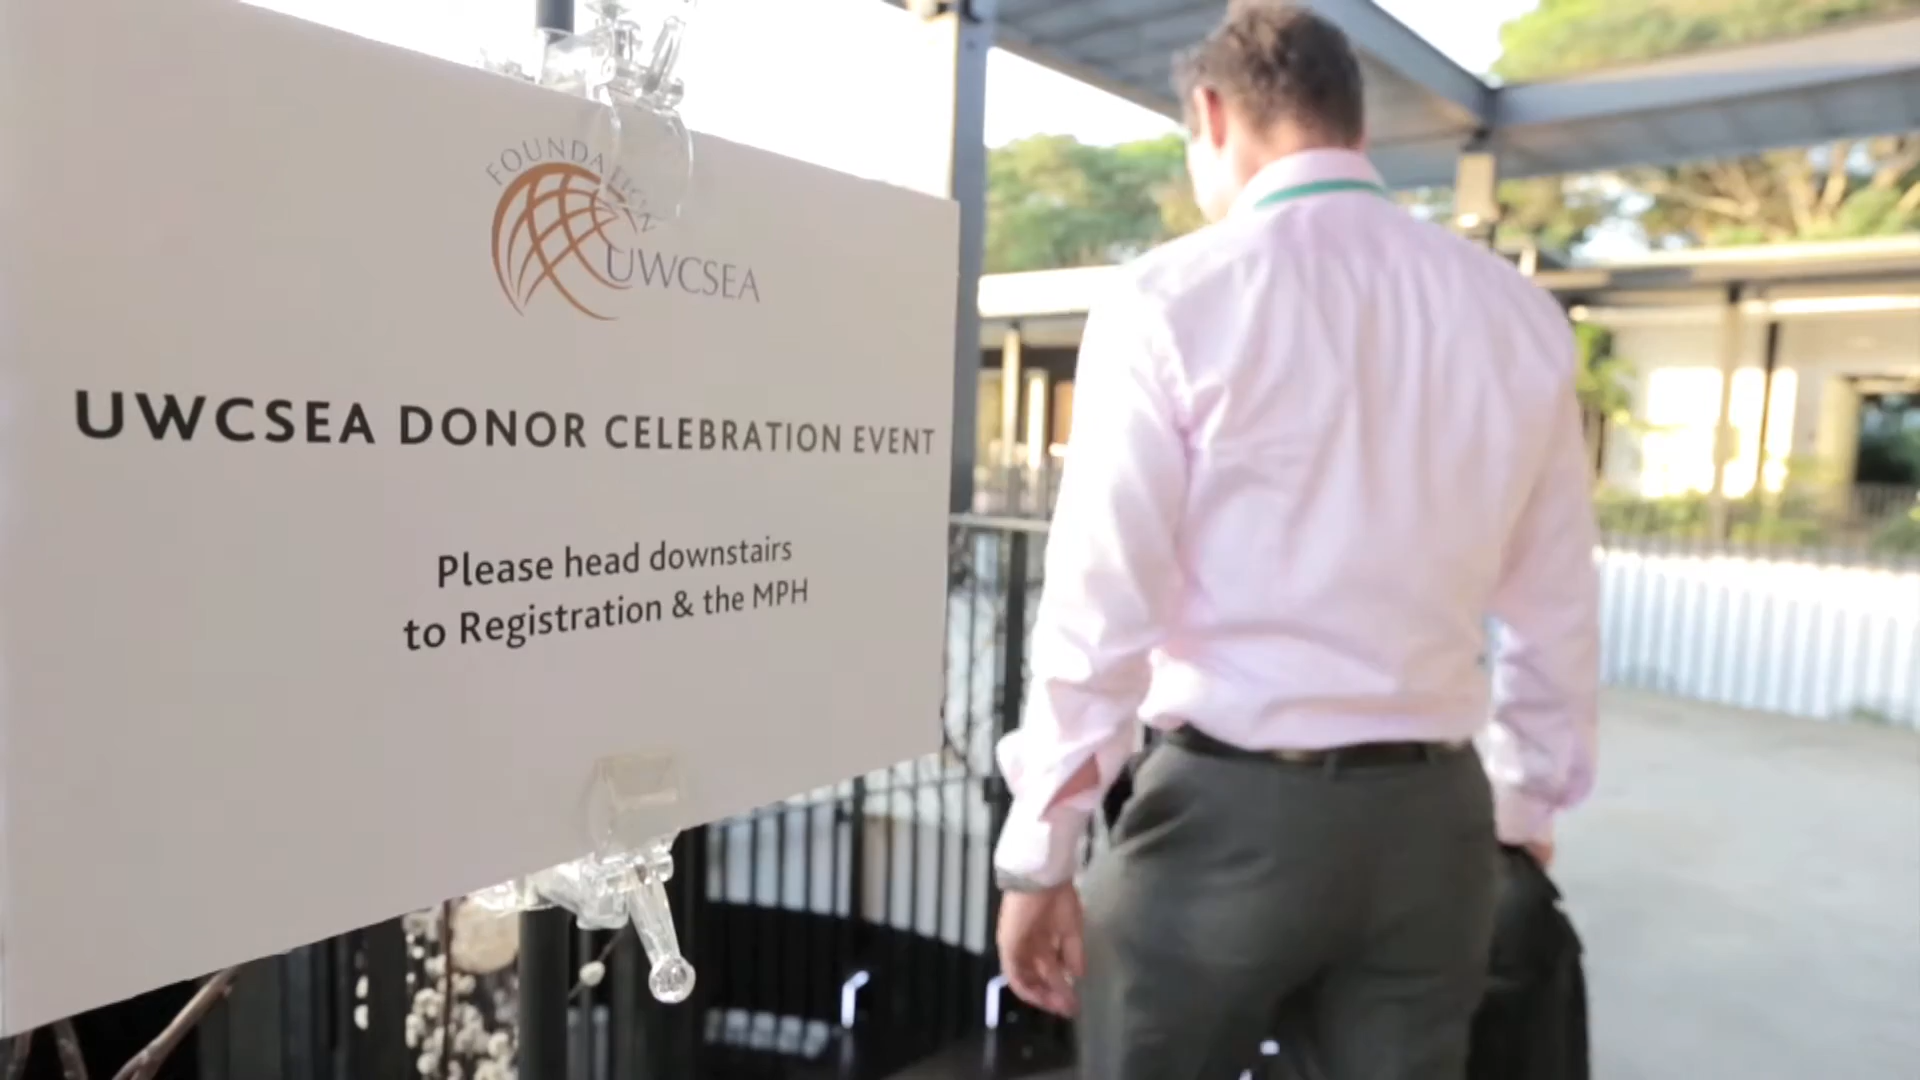 FOUNDATION
UWCSEA
UWCSEA DONOR CELEBRATION EVENT
Please head downstairs
to Registration & the MPH